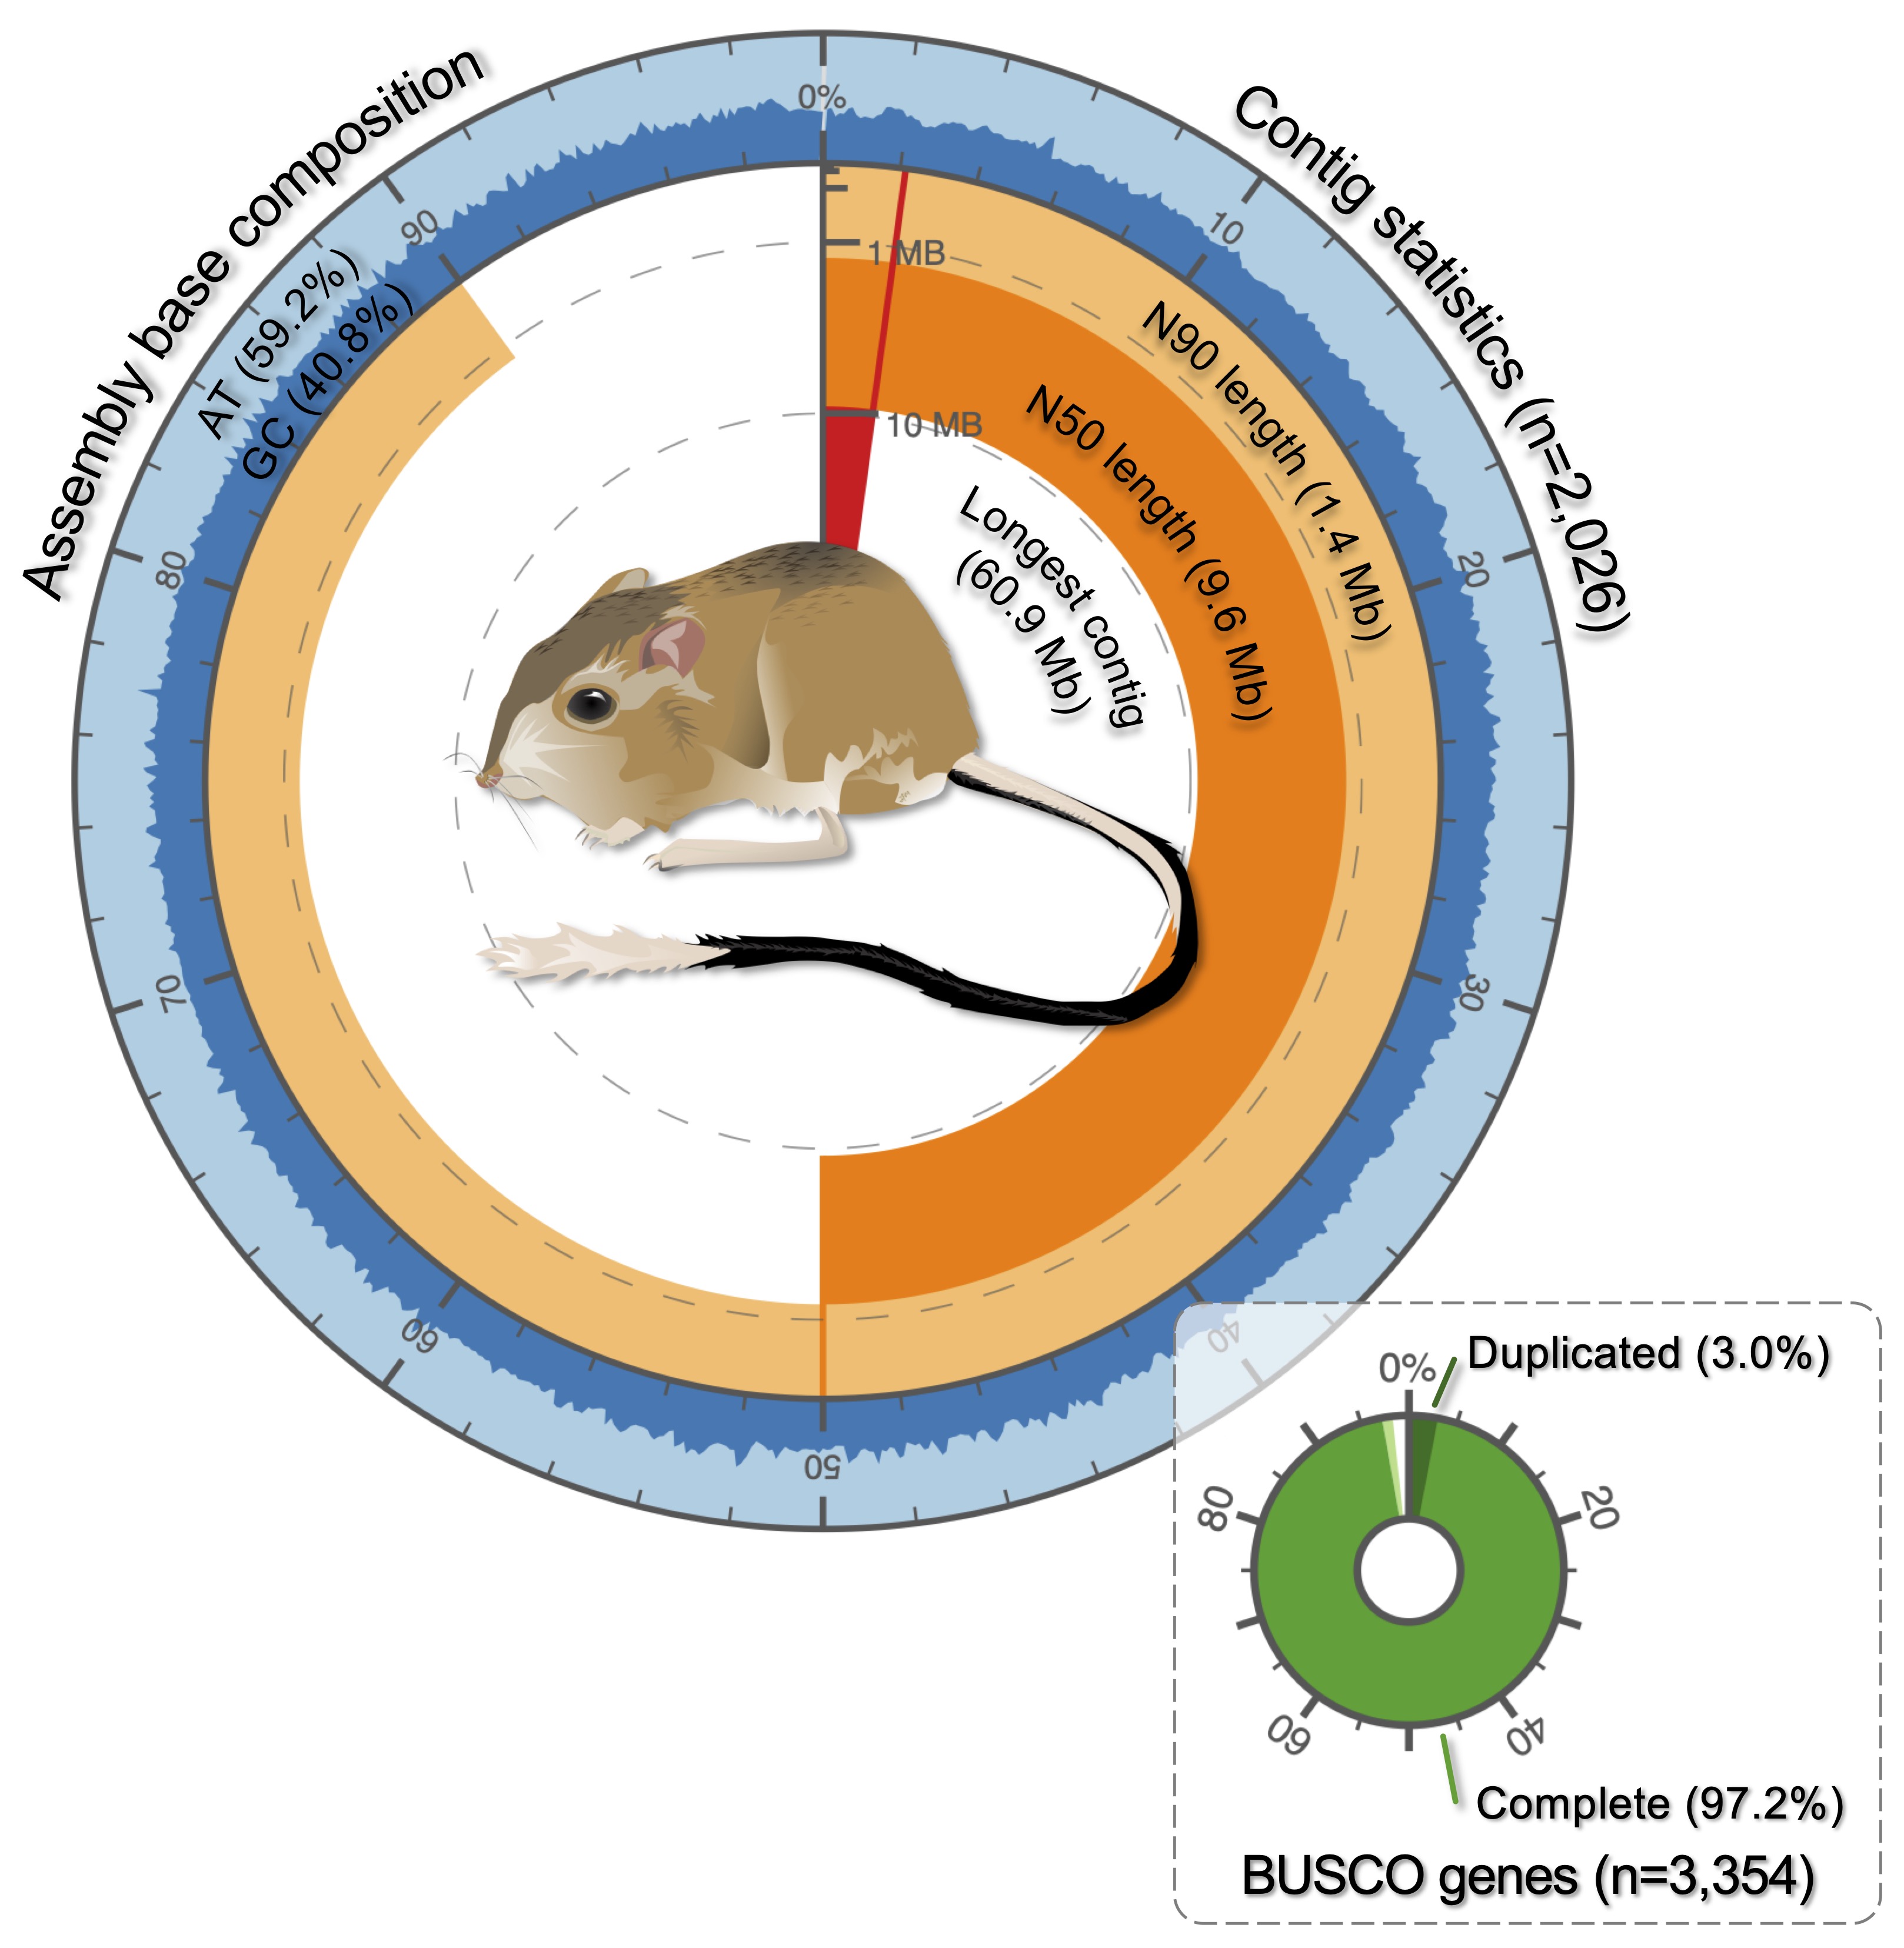 Assembly base composition
Contig statistics (n=2,026)
0%
10
20
30
40
50
60
70
80
90
AT (59.2%)
GC (40.8%)
1 MB
10 MB
N90 length (1.4 Mb)
N50 length (9.6 Mb)
Longest contig
(60.9 Mb)
Duplicated (3.0%)
0%
20
40
60
80
Complete (97.2%)
BUSCO genes (n=3,354)